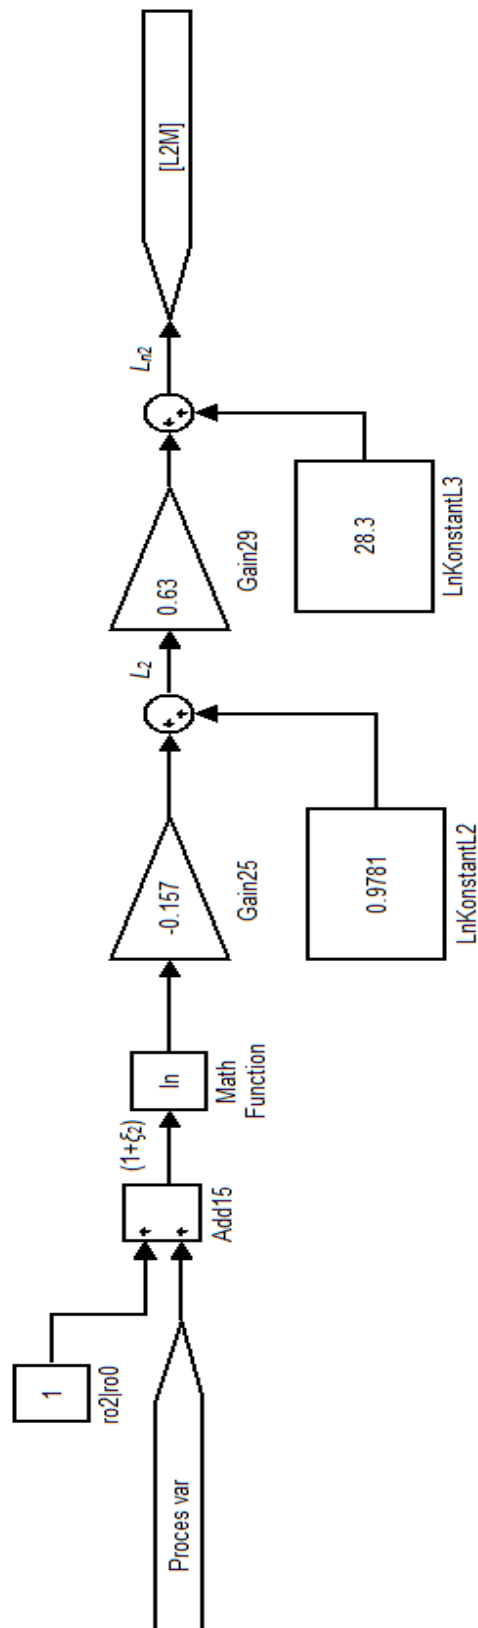 Proces var
1
ro2|ro0
+
+
Add15
(1+ξ₂)
ln
Math
Function
-0.157
Gain25
0.9781
LnKonstantL2
+
+
L₂
0.63
Gain29
28.3
LnKonstantL3
+
+
Lₙ₂
[L2M]